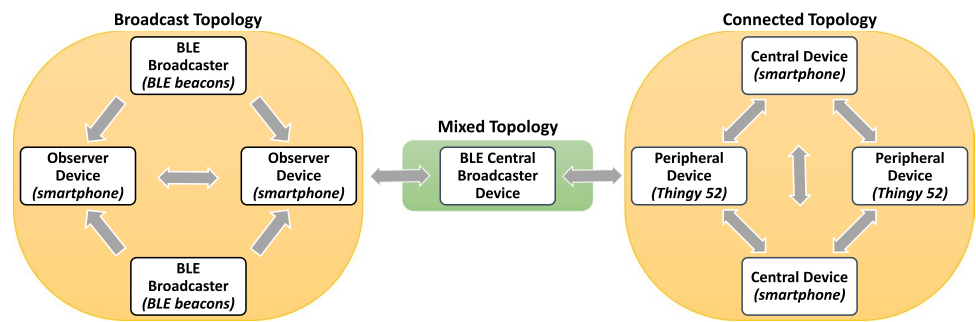 Broadcast Topology
BLE
Broadcaster
(BLE beacons)
Observer
Device
(smartphone)
Observer
Device
(smartphone)
BLE
Broadcaster
(BLE beacons)
Mixed Topology
BLE Central
Broadcaster
Device
Connected Topology
Central Device
(smartphone)
Peripheral
Device
(Thingy 52)
Peripheral
Device
(Thingy 52)
Central Device
(smartphone)